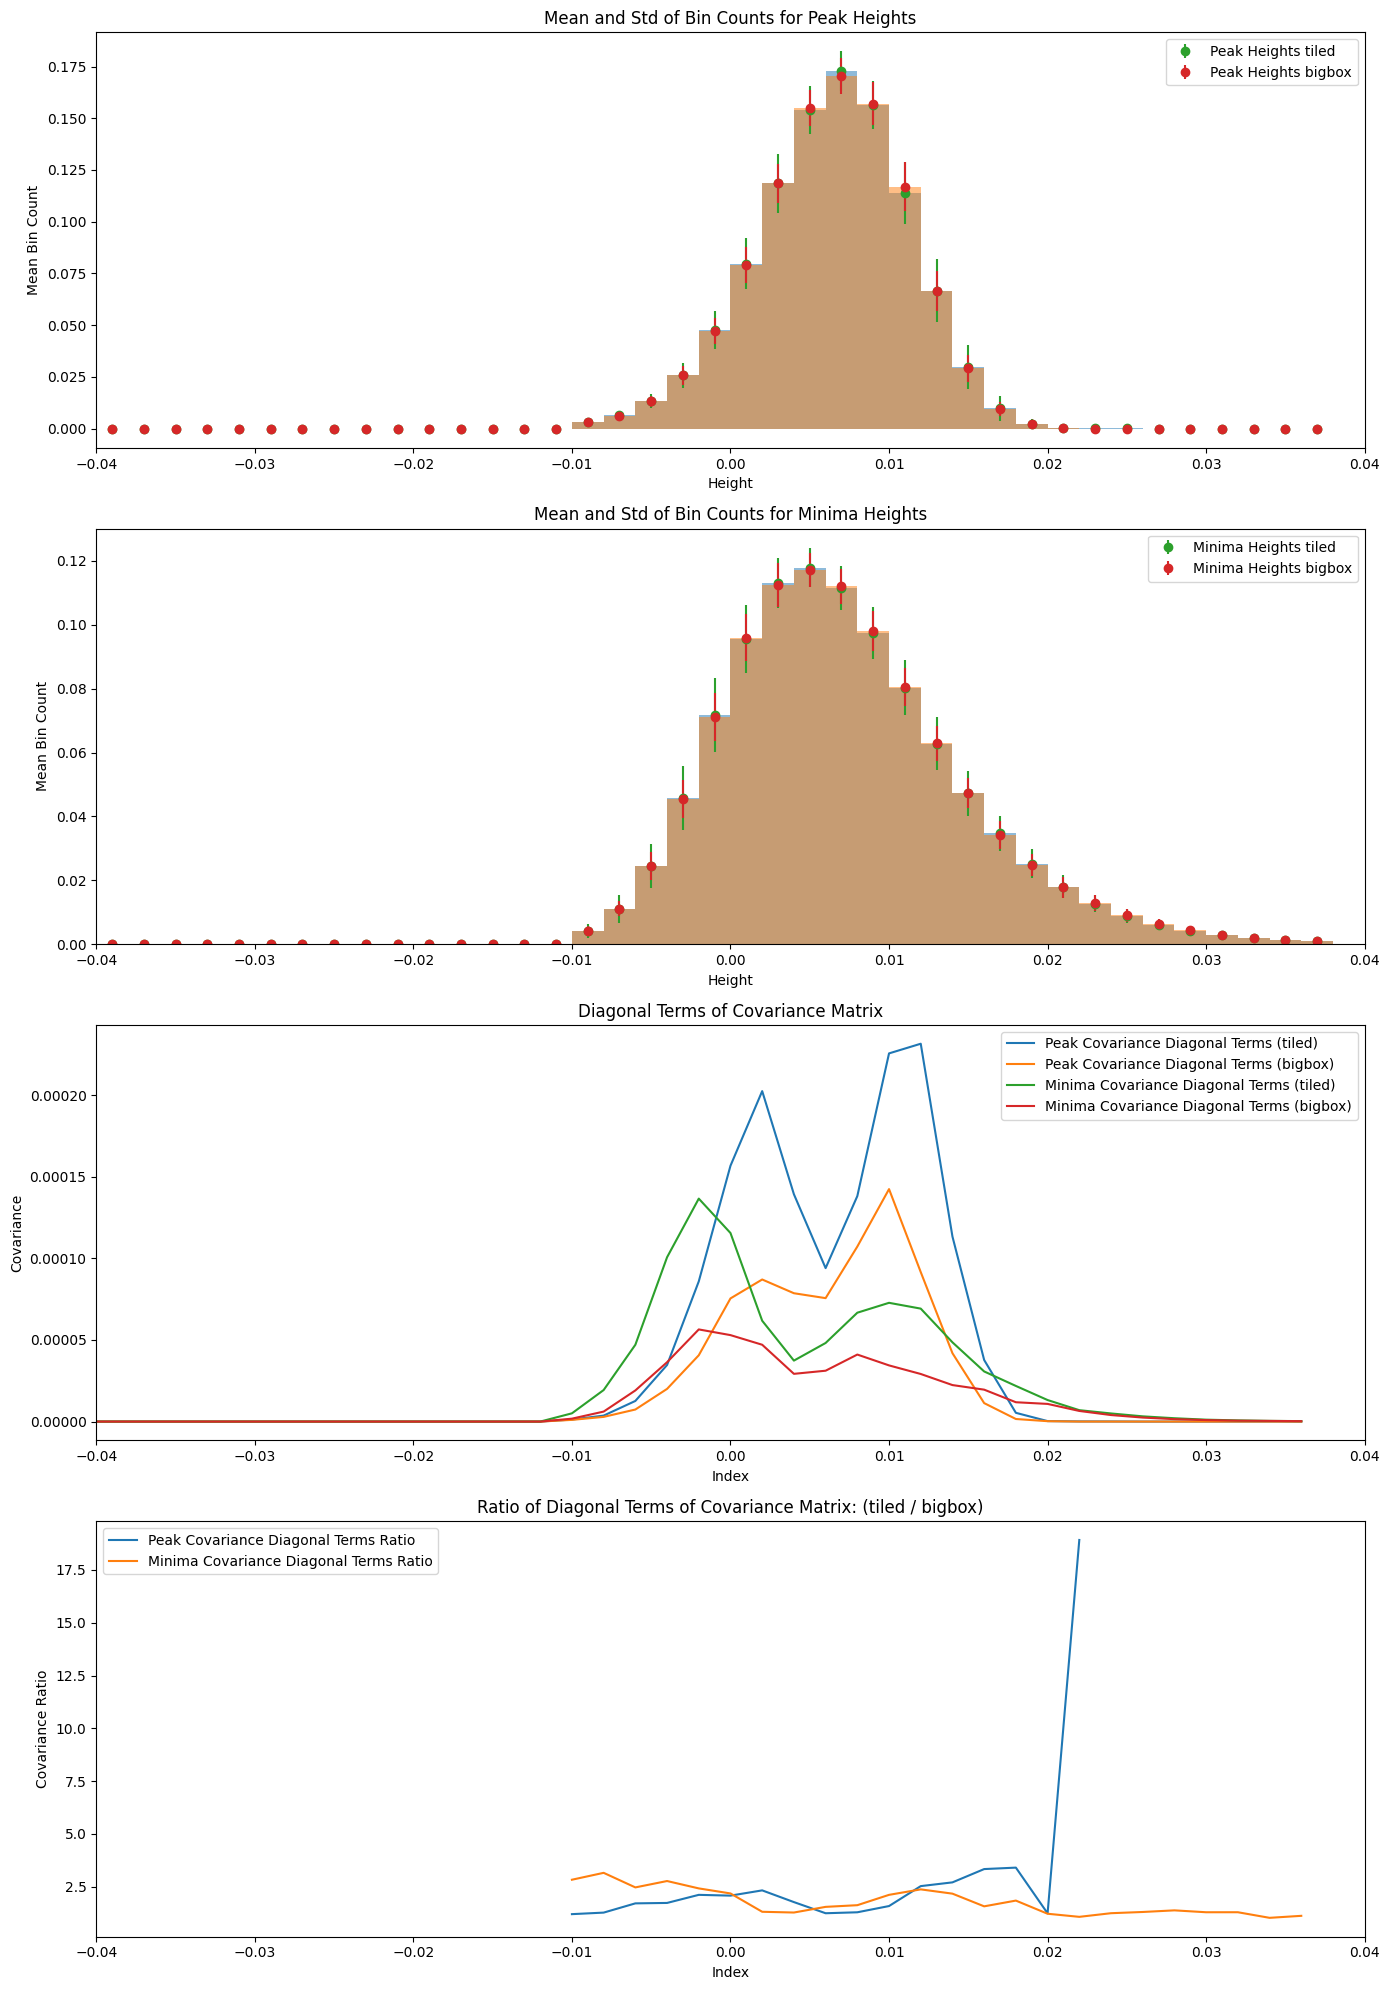 Mean and Std of Bin Counts for Peak Heights
Peak Heights tiled
Peak Heights bigbox
Mean Bin Count
0.175
0.150
0.125
0.100
0.075
0.050
0.025
0.000
−0.04 −0.03 −0.02 −0.01 0.00 0.01 0.02 0.03 0.04
Height
Mean and Std of Bin Counts for Minima Heights
Minima Heights tiled
Minima Heights bigbox
Mean Bin Count
0.12
0.10
0.08
0.06
0.04
0.02
0.00
−0.04 −0.03 −0.02 −0.01 0.00 0.01 0.02 0.03 0.04
Height
Diagonal Terms of Covariance Matrix
Peak Covariance Diagonal Terms (tiled)
Peak Covariance Diagonal Terms (bigbox)
Minima Covariance Diagonal Terms (tiled)
Minima Covariance Diagonal Terms (bigbox)
Covariance
0.00020
0.00015
0.00010
0.00005
0.00000
−0.04 −0.03 −0.02 −0.01 0.00 0.01 0.02 0.03 0.04
Index
Ratio of Diagonal Terms of Covariance Matrix: (tiled / bigbox)
Peak Covariance Diagonal Terms Ratio
Minima Covariance Diagonal Terms Ratio
Covariance Ratio
17.5
15.0
12.5
10.0
7.5
5.0
2.5
−0.04 −0.03 −0.02 −0.01 0.00 0.01 0.02 0.03 0.04
Index